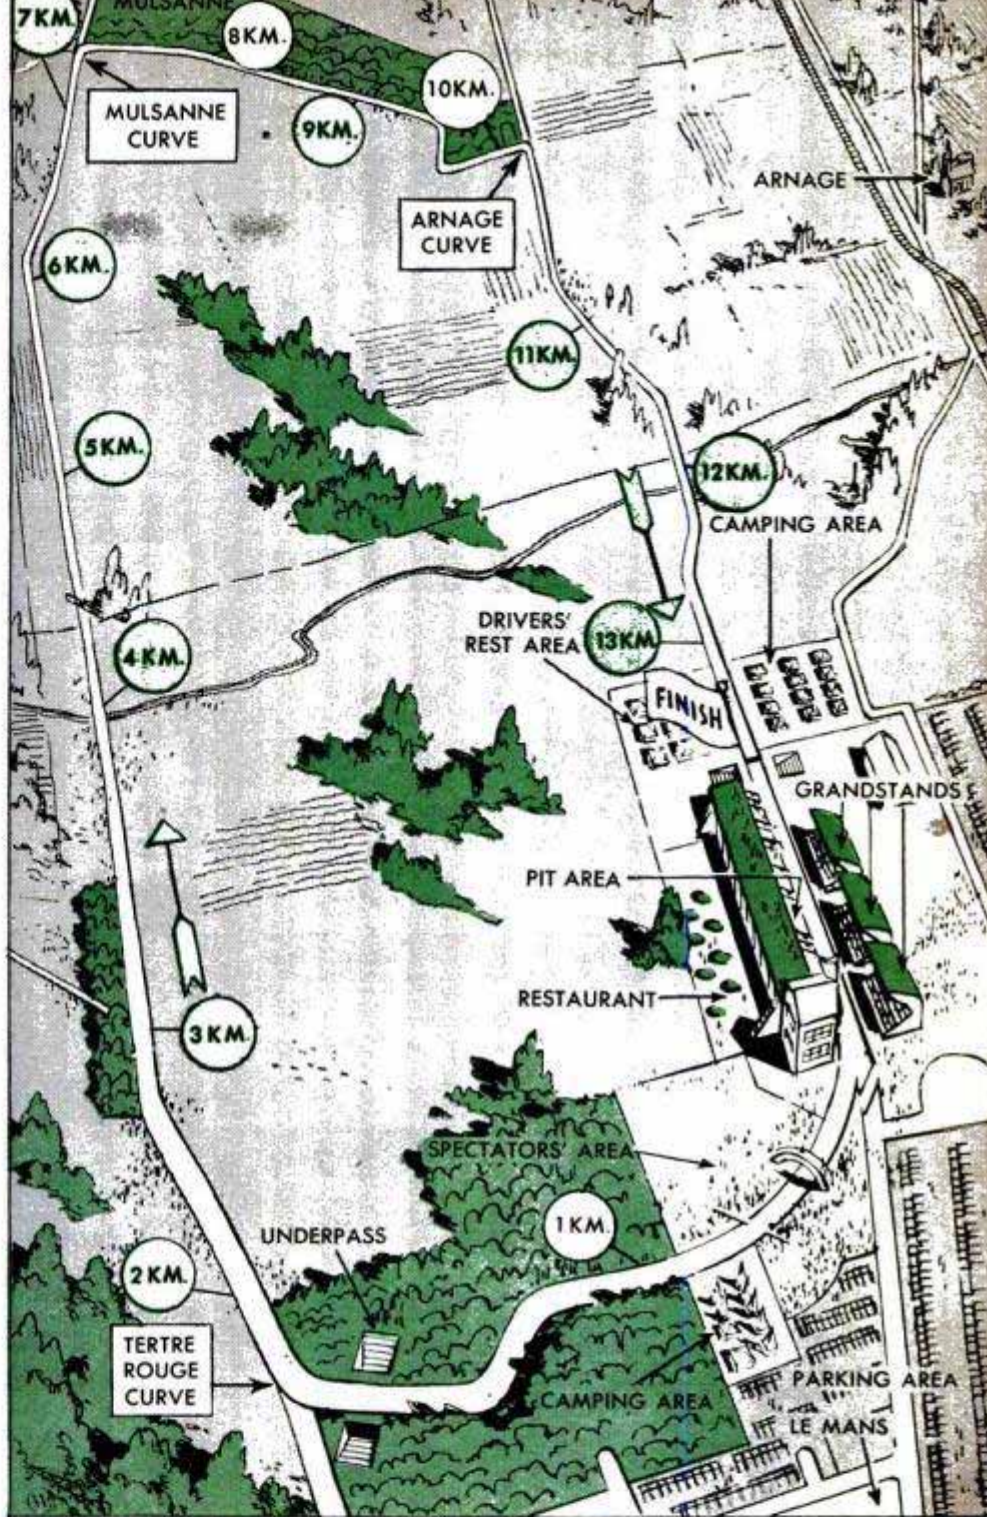 MULSANNE
7KM.
8KM.
10KM.
MULSANNE
CURVE
9KM.
ARNAGE
ARNAGE
CURVE
6KM.
11KM.
5KM.
12KM.
CAMPING AREA
DRIVERS'
REST AREA
13KM
4KM.
FINISH
GRANDSTANDS
PIT AREA
RESTAURANT
3KM.
SPECTATORS' AREA
1KM.
UNDERPASS
2KM.
TERTRE
ROUGE
CURVE
CAMPING AREA
PARKING AREA
LE MANS